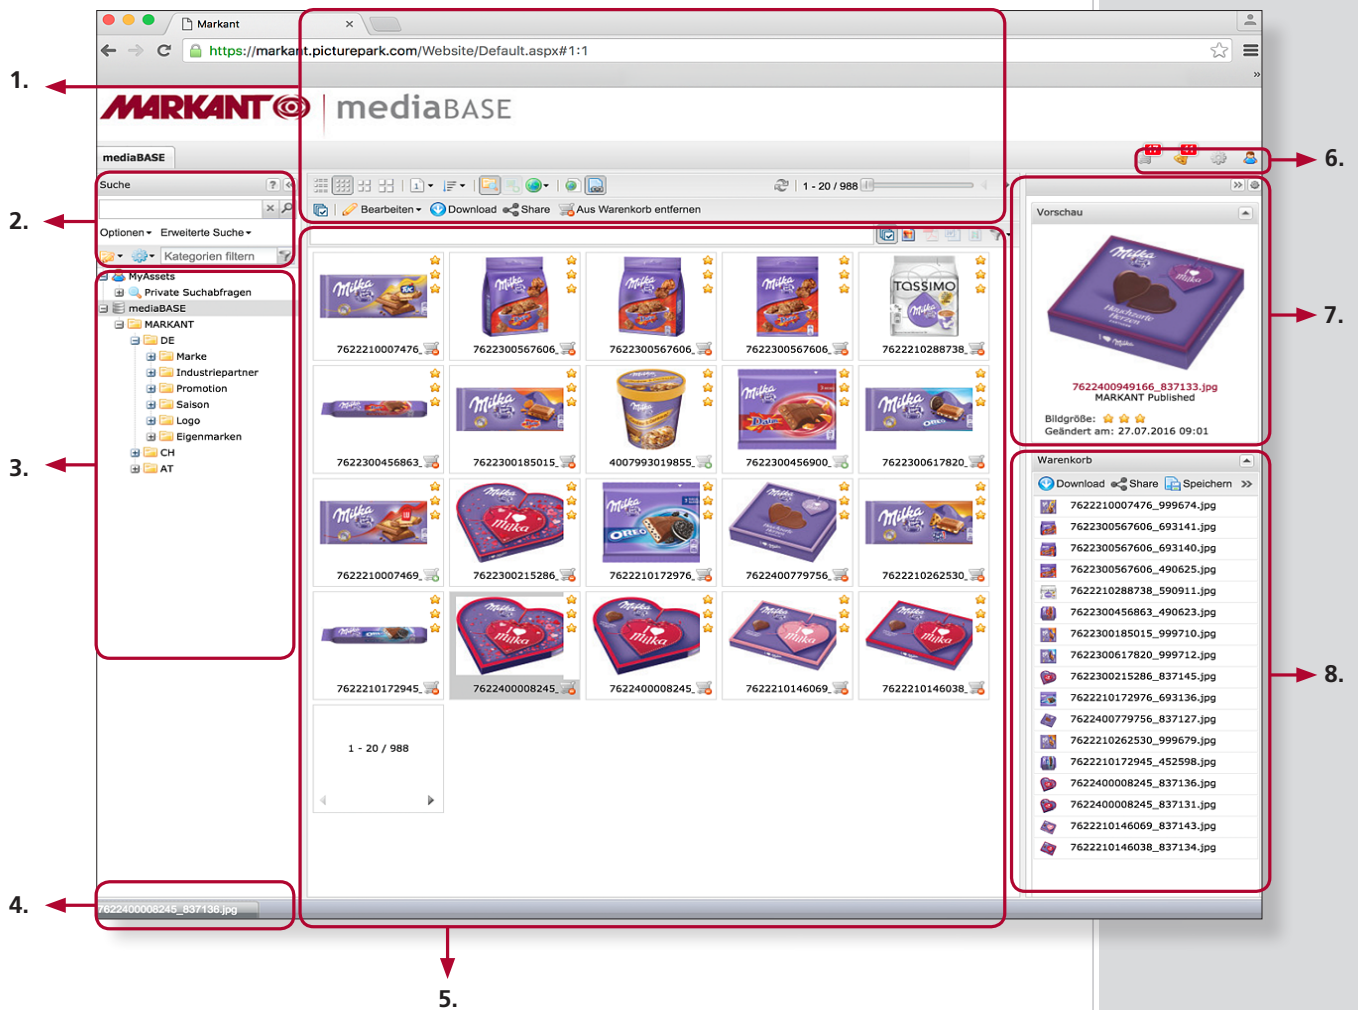 Markant
https://markant.picturepark.com/Website/Default.aspx#1:1
1.
MARKANT mediaBASE
mediaBASE
6.
Suche
1 - 20 / 988
2.
Bearbeiten Download Share Aus Warenkorb entfernen
Optionen Erweiterte Suche
Kategorien filtern
3.
MyAssets
Private Suchabfragen
mediaBASE
MARKANT
DE
Marke
Industriepartner
Promotion
Saison
Logo
Eigenmarken
CH
AT
4.
7622400008245_837136.jpg
5.
7622210007476_
7622300567606_
7622300567606_
7622300567606_
TASSIMO
7622210288738_
7622300456863_
7622300185015_
4007993019855_
7622300456900_
7622300617820_
7622210007469_
7622300215286_
7622210172976_
7622400779756_
7622210262530_
7622210172945_
7622400008245_
7622400008245_
7622210146069_
7622210146038_
1 - 20 / 988
7.
Vorschau
Milka
I ♥ milka
Hauchzarte Herzen
7622400949166_837133.jpg
MARKANT Published
Bildgröße:
Geändert am: 27.07.2016 09:01
8.
Warenkorb
Download Share Speichern
7622210007476_999674.jpg
7622300567606_693141.jpg
7622300567606_693140.jpg
7622300567606_490625.jpg
7622210288738_590911.jpg
7622300456863_490623.jpg
7622300185015_999710.jpg
7622300617820_999712.jpg
7622300215286_837145.jpg
7622210172976_693136.jpg
7622400779756_837127.jpg
7622210262530_999679.jpg
7622210172945_452598.jpg
7622400008245_837136.jpg
7622400008245_837131.jpg
7622210146069_837143.jpg
7622210146038_837134.jpg